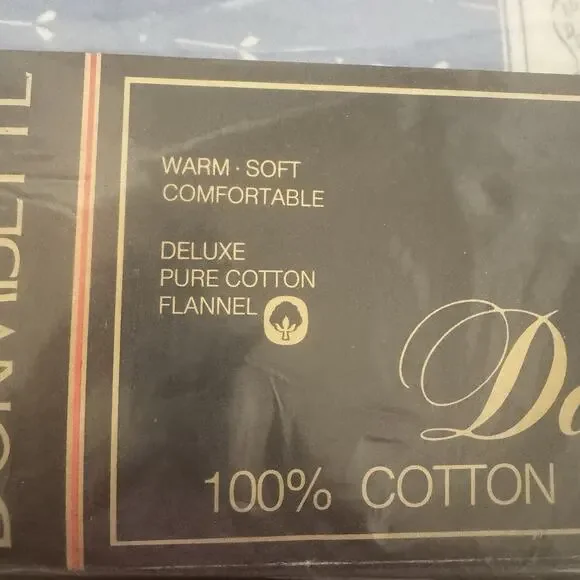 WARM · SOFT
COMFORTABLE
DELUXE
PURE COTTON
FLANNEL
100% COTTON